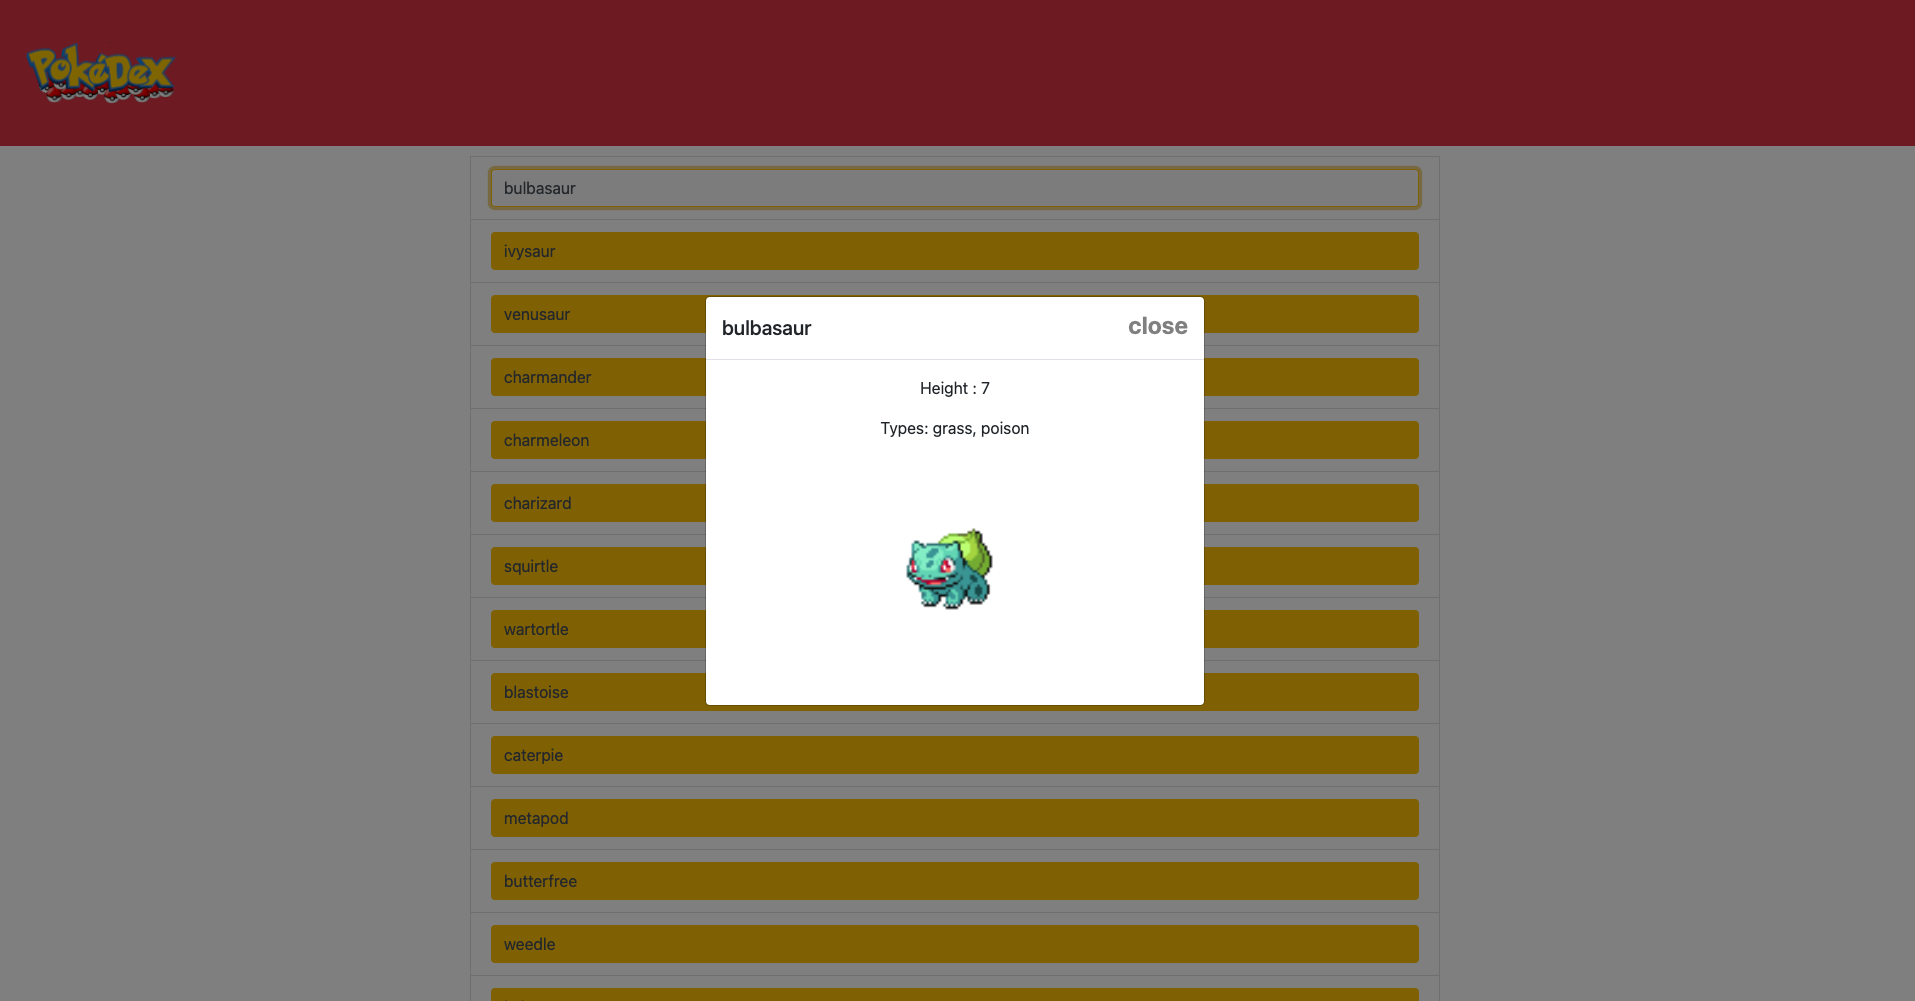 PokéDex
bulbasaur
ivysaur
venusaur
charmander
charmeleon
charizard
squirtle
wartortle
blastoise
caterpie
metapod
butterfree
weedle
bulbasaur
close
Height : 7
Types: grass, poison